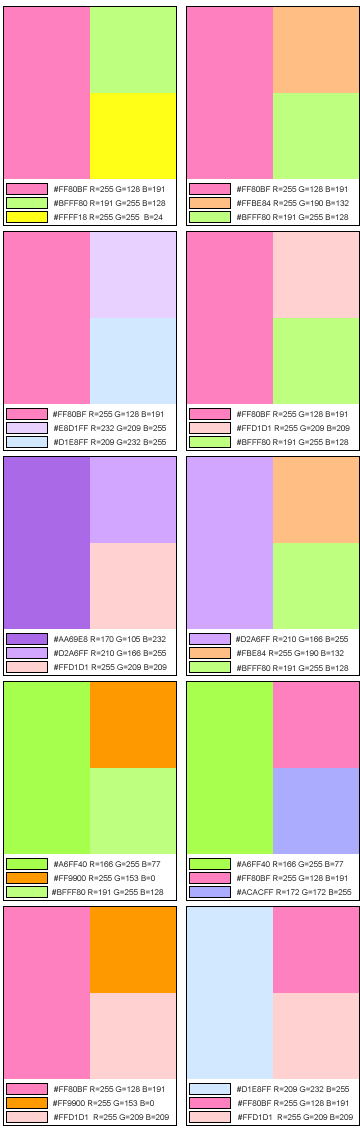 #FF80BF R=255 G=128 B=191
#BFFF80 R=191 G=255 B=128
#FFFF18 R=255 G=255 B=24
#FF80BF R=255 G=128 B=191
#FFBE84 R=255 G=190 B=132
#BFFF80 R=191 G=255 B=128
#FF80BF R=255 G=128 B=191
#E8D1FF R=232 G=209 B=255
#D1E8FF R=209 G=232 B=255
#FF80BF R=255 G=128 B=191
#FFD1D1 R=255 G=209 B=209
#BFFF80 R=191 G=255 B=128
#AA69E8 R=170 G=105 B=232
#D2A6FF R=210 G=166 B=255
#FFD1D1 R=255 G=209 B=209
#D2A6FF R=210 G=166 B=255
#FBE84 R=255 G=190 B=132
#BFFF80 R=191 G=255 B=128
#A6FF40 R=166 G=255 B=77
#FF9900 R=255 G=153 B=0
#BFFF80 R=191 G=255 B=128
#A6FF40 R=166 G=255 B=77
#FF80BF R=255 G=128 B=191
#ACACFF R=172 G=172 B=255
#FF80BF R=255 G=128 B=191
#FF9900 R=255 G=153 B=0
#FFD1D1 R=255 G=209 B=209
#D1E8FF R=209 G=232 B=255
#FF80BF R=255 G=128 B=191
#FFD1D1 R=255 G=209 B=209